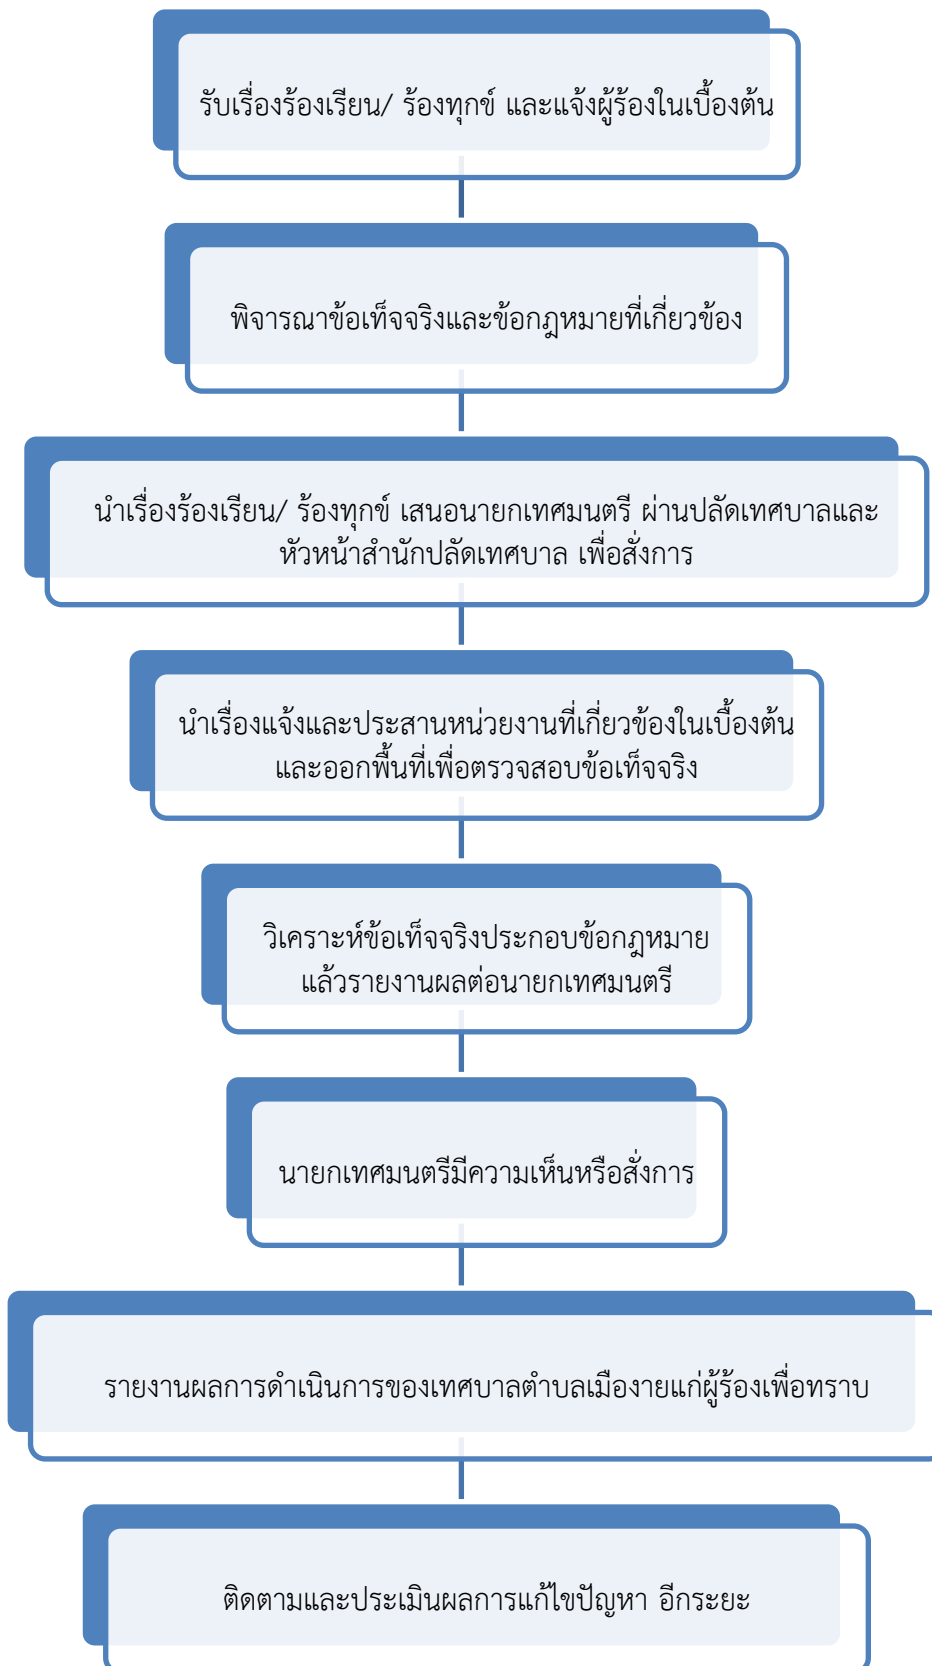 รับเรื่องร้องเรียน/ ร้องทุกข์ และแจ้งผู้ร้องในเบื้องต้น
พิจารณาข้อเท็จจริงและข้อกฎหมายที่เกี่ยวข้อง
นำเรื่องร้องเรียน/ ร้องทุกข์ เสนอนายกเทศมนตรี ผ่านปลัดเทศบาลและ
หัวหน้าสำนักปลัดเทศบาล เพื่อสั่งการ
นำเรื่องแจ้งและประสานหน่วยงานที่เกี่ยวข้องในเบื้องต้น
และออกพื้นที่เพื่อตรวจสอบข้อเท็จจริง
วิเคราะห์ข้อเท็จจริงประกอบข้อกฎหมาย
แล้วรายงานผลต่อนายกเทศมนตรี
นายกเทศมนตรีมีความเห็นหรือสั่งการ
รายงานผลการดำเนินการของเทศบาลตำบลเมืองายแก่ผู้ร้องเพื่อทราบ
ติดตามและประเมินผลการแก้ไขปัญหา อีกระยะ